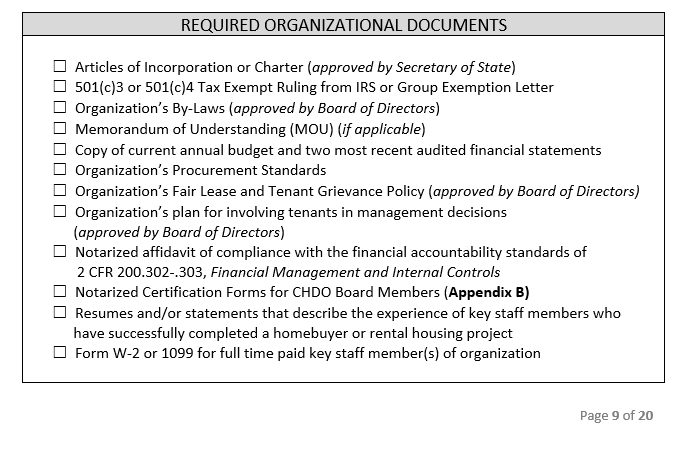 REQUIRED ORGANIZATIONAL DOCUMENTS
☐ Articles of Incorporation or Charter (approved by Secretary of State)
☐ 501(c)3 or 501(c)4 Tax Exempt Ruling from IRS or Group Exemption Letter
☐ Organization's By-Laws (approved by Board of Directors)
☐ Memorandum of Understanding (MOU) (if applicable)
☐ Copy of current annual budget and two most recent audited financial statements
☐ Organization's Procurement Standards
☐ Organization's Fair Lease and Tenant Grievance Policy (approved by Board of Directors)
☐ Organization's plan for involving tenants in management decisions
(approved by Board of Directors)
☐ Notarized affidavit of compliance with the financial accountability standards of
2 CFR 200.302-.303, Financial Management and Internal Controls
☐ Notarized Certification Forms for CHDO Board Members (Appendix B)
☐ Resumes and/or statements that describe the experience of key staff members who
have successfully completed a homebuyer or rental housing project
☐ Form W-2 or 1099 for full time paid key staff member(s) of organization
Page 9 of 20